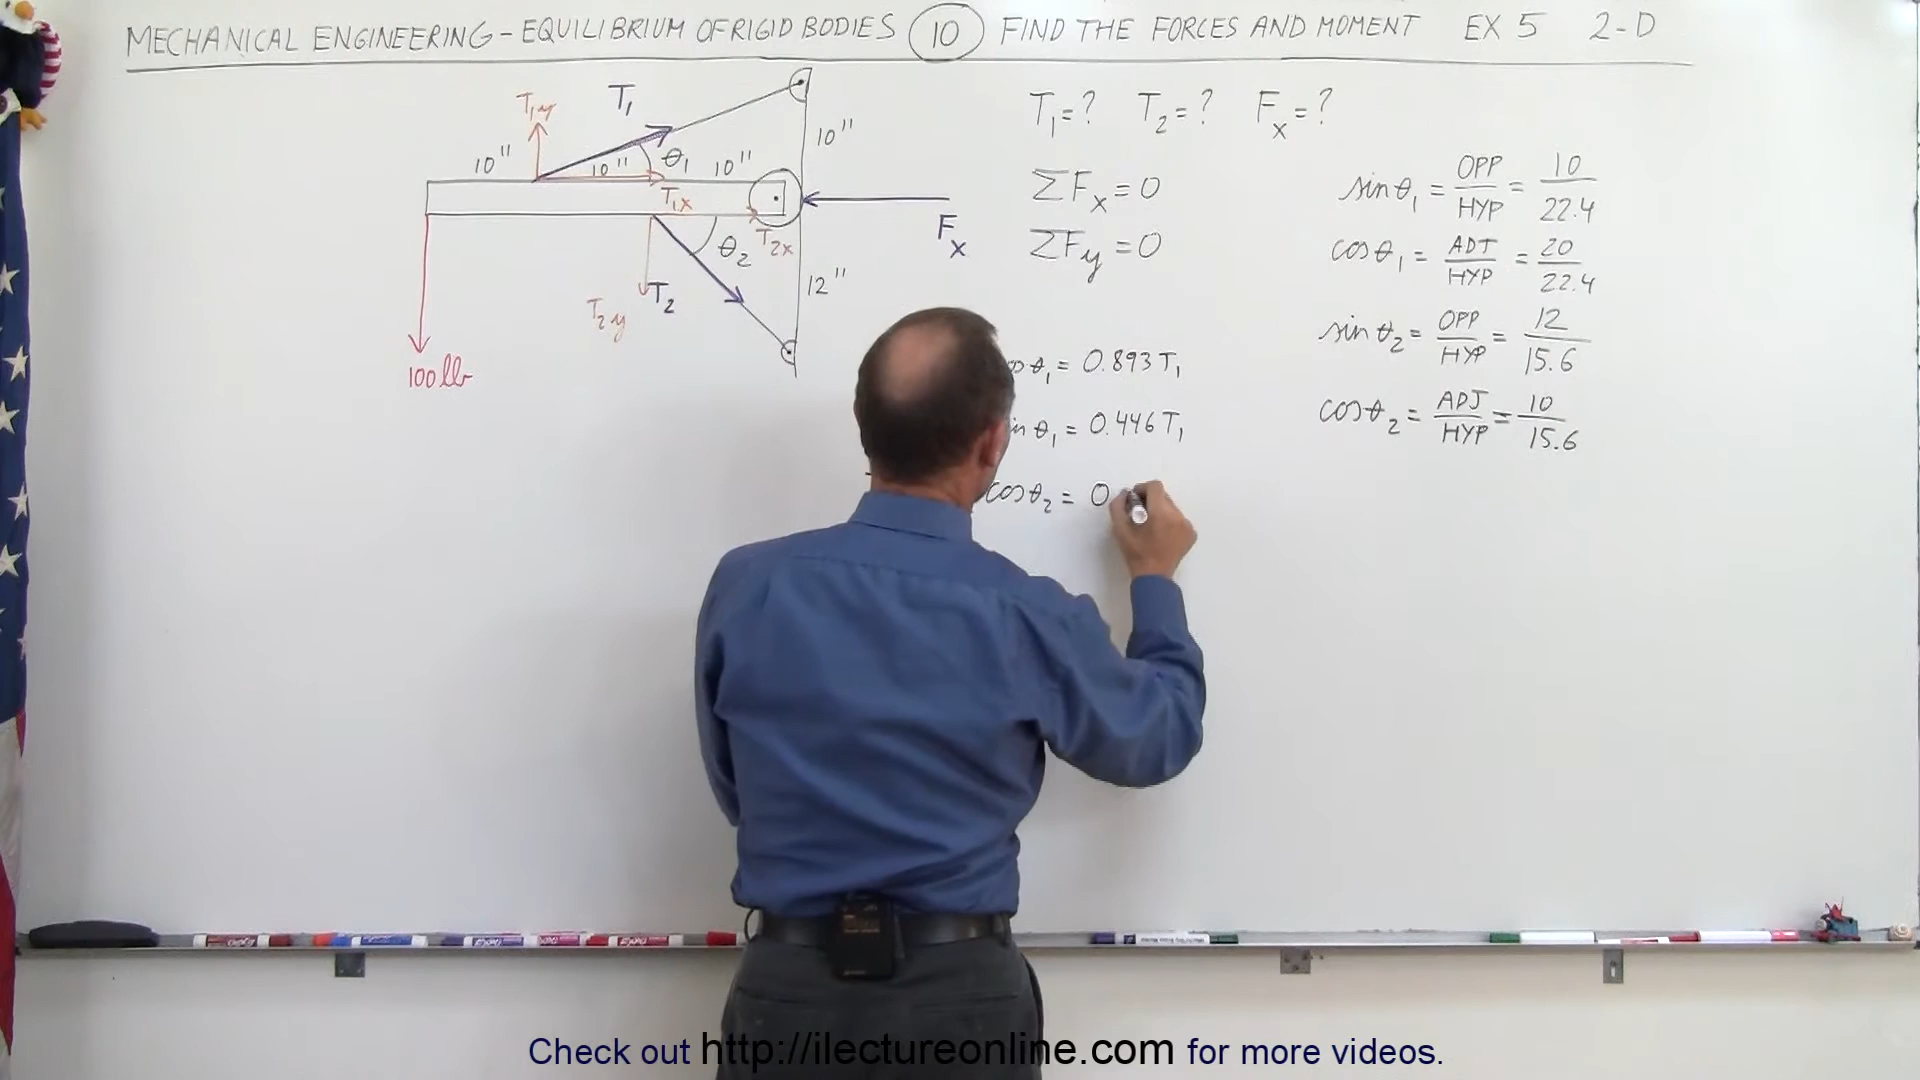 MECHANICAL ENGINEERING - EQUILIBRIUM OF RIGID BODIES 10 FIND THE FORCES AND MOMENT EX 5 2-D
T₁y T₁
10" 10" θ₁ 10" 10"
T₁x
θ₂ T₂x Fx
12"
T₂y T₂
100 lb
T₁=? T₂=? Fx=?
ΣFx=0
ΣFy=0
os θ₁ = 0.893 T₁
in θ₁ = 0.446 T₁
cos θ₂ = 0
sin θ₁ = OPP/HYP = 10/22.4
cos θ₁ = ADJ/HYP = 20/22.4
sin θ₂ = OPP/HYP = 12/15.6
cos θ₂ = ADJ/HYP = 10/15.6
Check out http://ilectureonline.com for more videos.